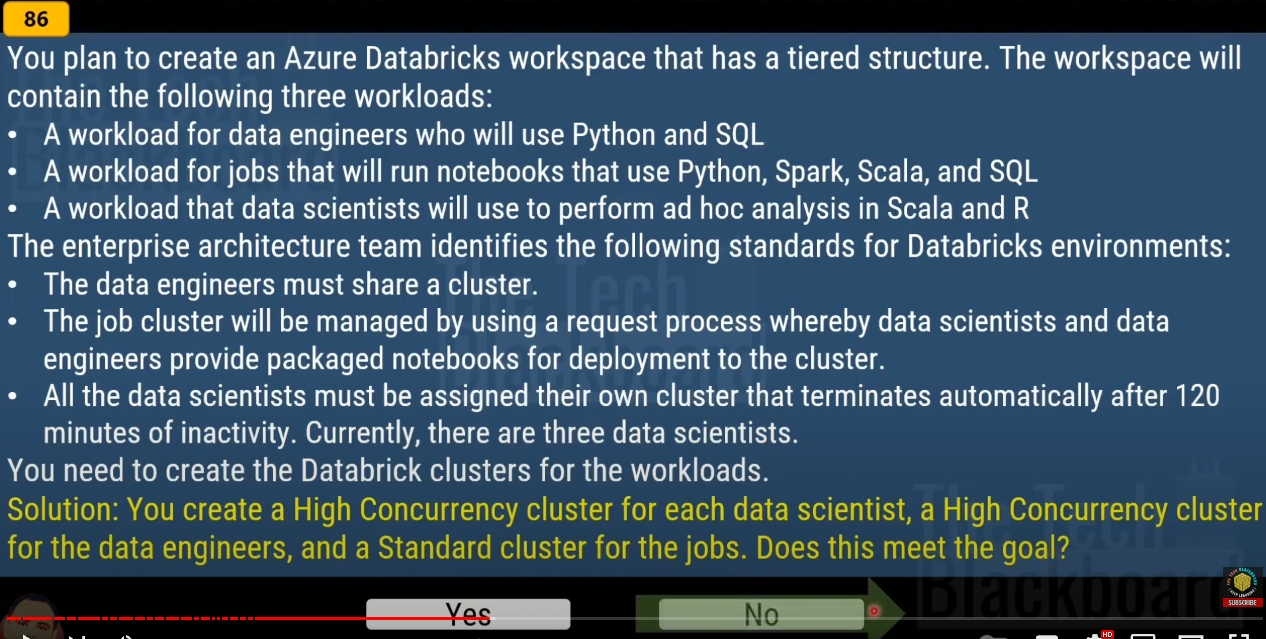 86
You plan to create an Azure Databricks workspace that has a tiered structure. The workspace will
contain the following three workloads:
• A workload for data engineers who will use Python and SQL
• A workload for jobs that will run notebooks that use Python, Spark, Scala, and SQL
• A workload that data scientists will use to perform ad hoc analysis in Scala and R
The enterprise architecture team identifies the following standards for Databricks environments:
• The data engineers must share a cluster.
• The job cluster will be managed by using a request process whereby data scientists and data
engineers provide packaged notebooks for deployment to the cluster.
• All the data scientists must be assigned their own cluster that terminates automatically after 120
minutes of inactivity. Currently, there are three data scientists.
You need to create the Databrick clusters for the workloads.
Solution: You create a High Concurrency cluster for each data scientist, a High Concurrency cluster
for the data engineers, and a Standard cluster for the jobs. Does this meet the goal?
Yes
No
The Tech
Blackboard
SUBSCRIBE
HD